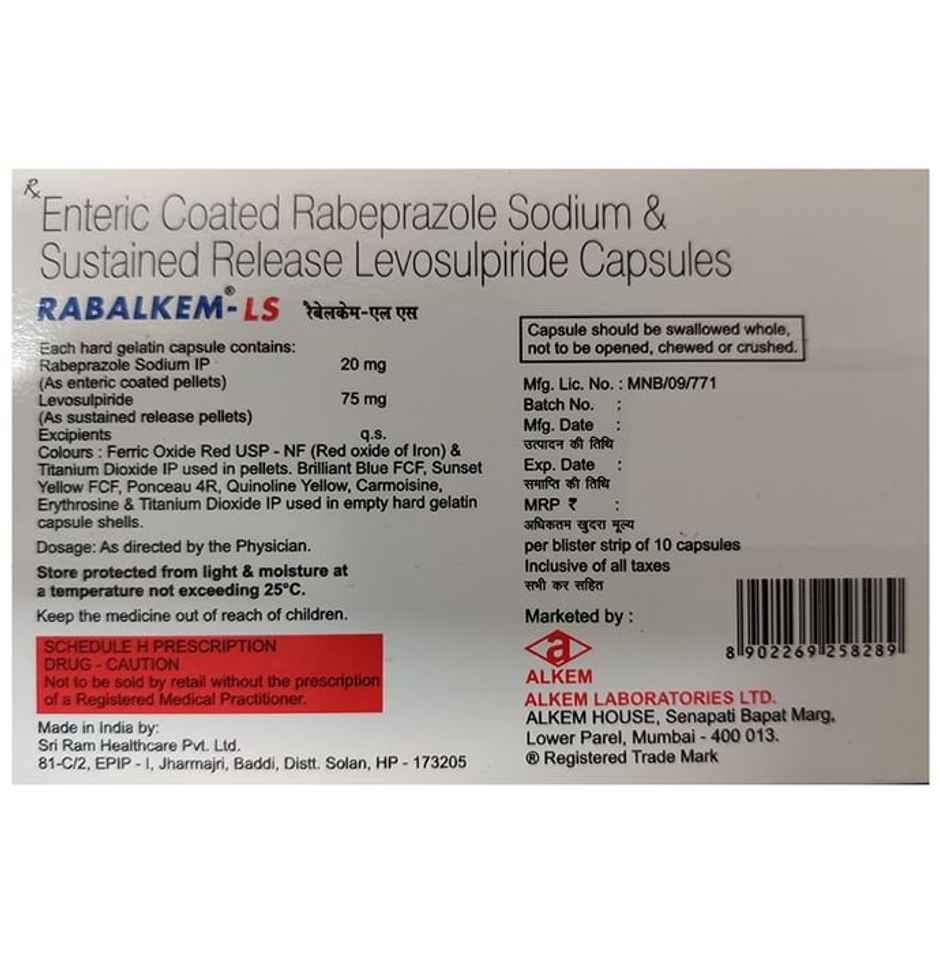 Rx
Enteric Coated Rabeprazole Sodium &
Sustained Release Levosulpiride Capsules
RABALKEM®-LS रैबेलकेम-एल एस
Each hard gelatin capsule contains:
Rabeprazole Sodium IP 20 mg
(As enteric coated pellets)
Levosulpiride 75 mg
(As sustained release pellets)
Excipients q.s.
Colours : Ferric Oxide Red USP - NF (Red oxide of Iron) &
Titanium Dioxide IP used in pellets. Brilliant Blue FCF, Sunset
Yellow FCF, Ponceau 4R, Quinoline Yellow, Carmoisine,
Erythrosine & Titanium Dioxide IP used in empty hard gelatin
capsule shells.
Dosage: As directed by the Physician.
Store protected from light & moisture at
a temperature not exceeding 25°C.
Keep the medicine out of reach of children.
SCHEDULE H PRESCRIPTION
DRUG - CAUTION
Not to be sold by retail without the prescription
of a Registered Medical Practitioner.
Made in India by:
Sri Ram Healthcare Pvt. Ltd.
81-C/2, EPIP - I, Jharmajri, Baddi, Distt. Solan, HP - 173205
Capsule should be swallowed whole,
not to be opened, chewed or crushed.
Mfg. Lic. No. : MNB/09/771
Batch No. :
Mfg. Date :
उत्पादन की तिथि
Exp. Date :
समाप्ति की तिथि
MRP ₹ :
अधिकतम खुदरा मूल्य
per blister strip of 10 capsules
Inclusive of all taxes
सभी कर सहित
Marketed by :
8 902269 258289
a
ALKEM
ALKEM LABORATORIES LTD.
ALKEM HOUSE, Senapati Bapat Marg,
Lower Parel, Mumbai - 400 013.
® Registered Trade Mark